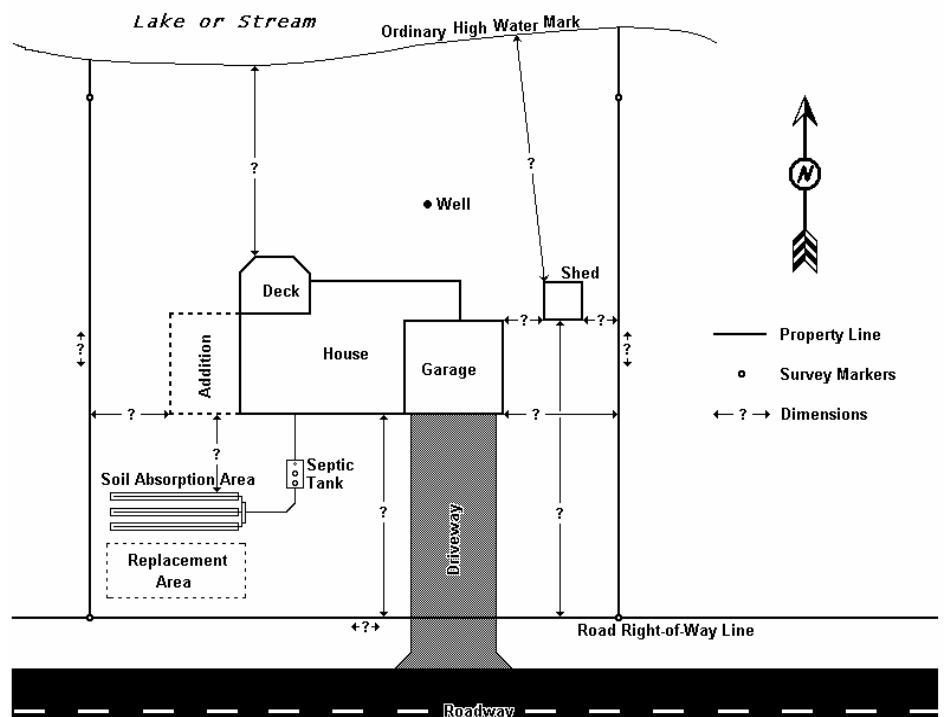 Lake or Stream
Ordinary High Water Mark
?
?
Well
N
Shed
Deck
?
?
?
?
Addition
House
Garage
Property Line
Survey Markers
?
?
? Dimensions
?
Septic
Tank
Soil Absorption Area
?
?
Driveway
Replacement
Area
?
Road Right-of-Way Line
Roadway